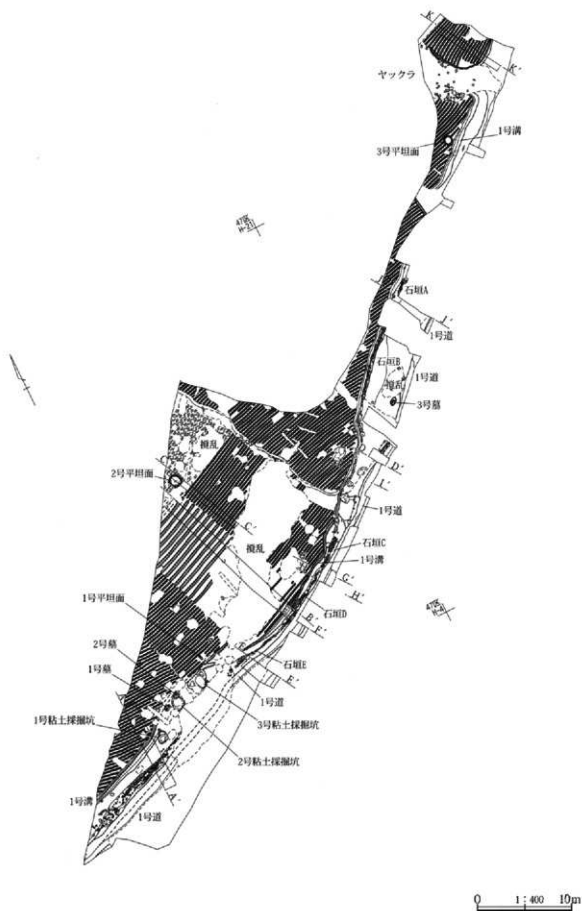 K
K'
ヤックラ
1号溝
3号平坦面
石垣A
J'
1号道
石垣B
攪乱
1号道
3号墓
攪乱
C
2号平坦面
D'
I'
1号道
C'
石垣C
攪乱
1号溝
G'
H'
石垣D
1号平坦面
B'
F'
2号墓
石垣E
1号墓
E'
A
1号道
1号粘土採掘坑
3号粘土採掘坑
2号粘土採掘坑
A'
1号溝
1号道
0 1:400 10m